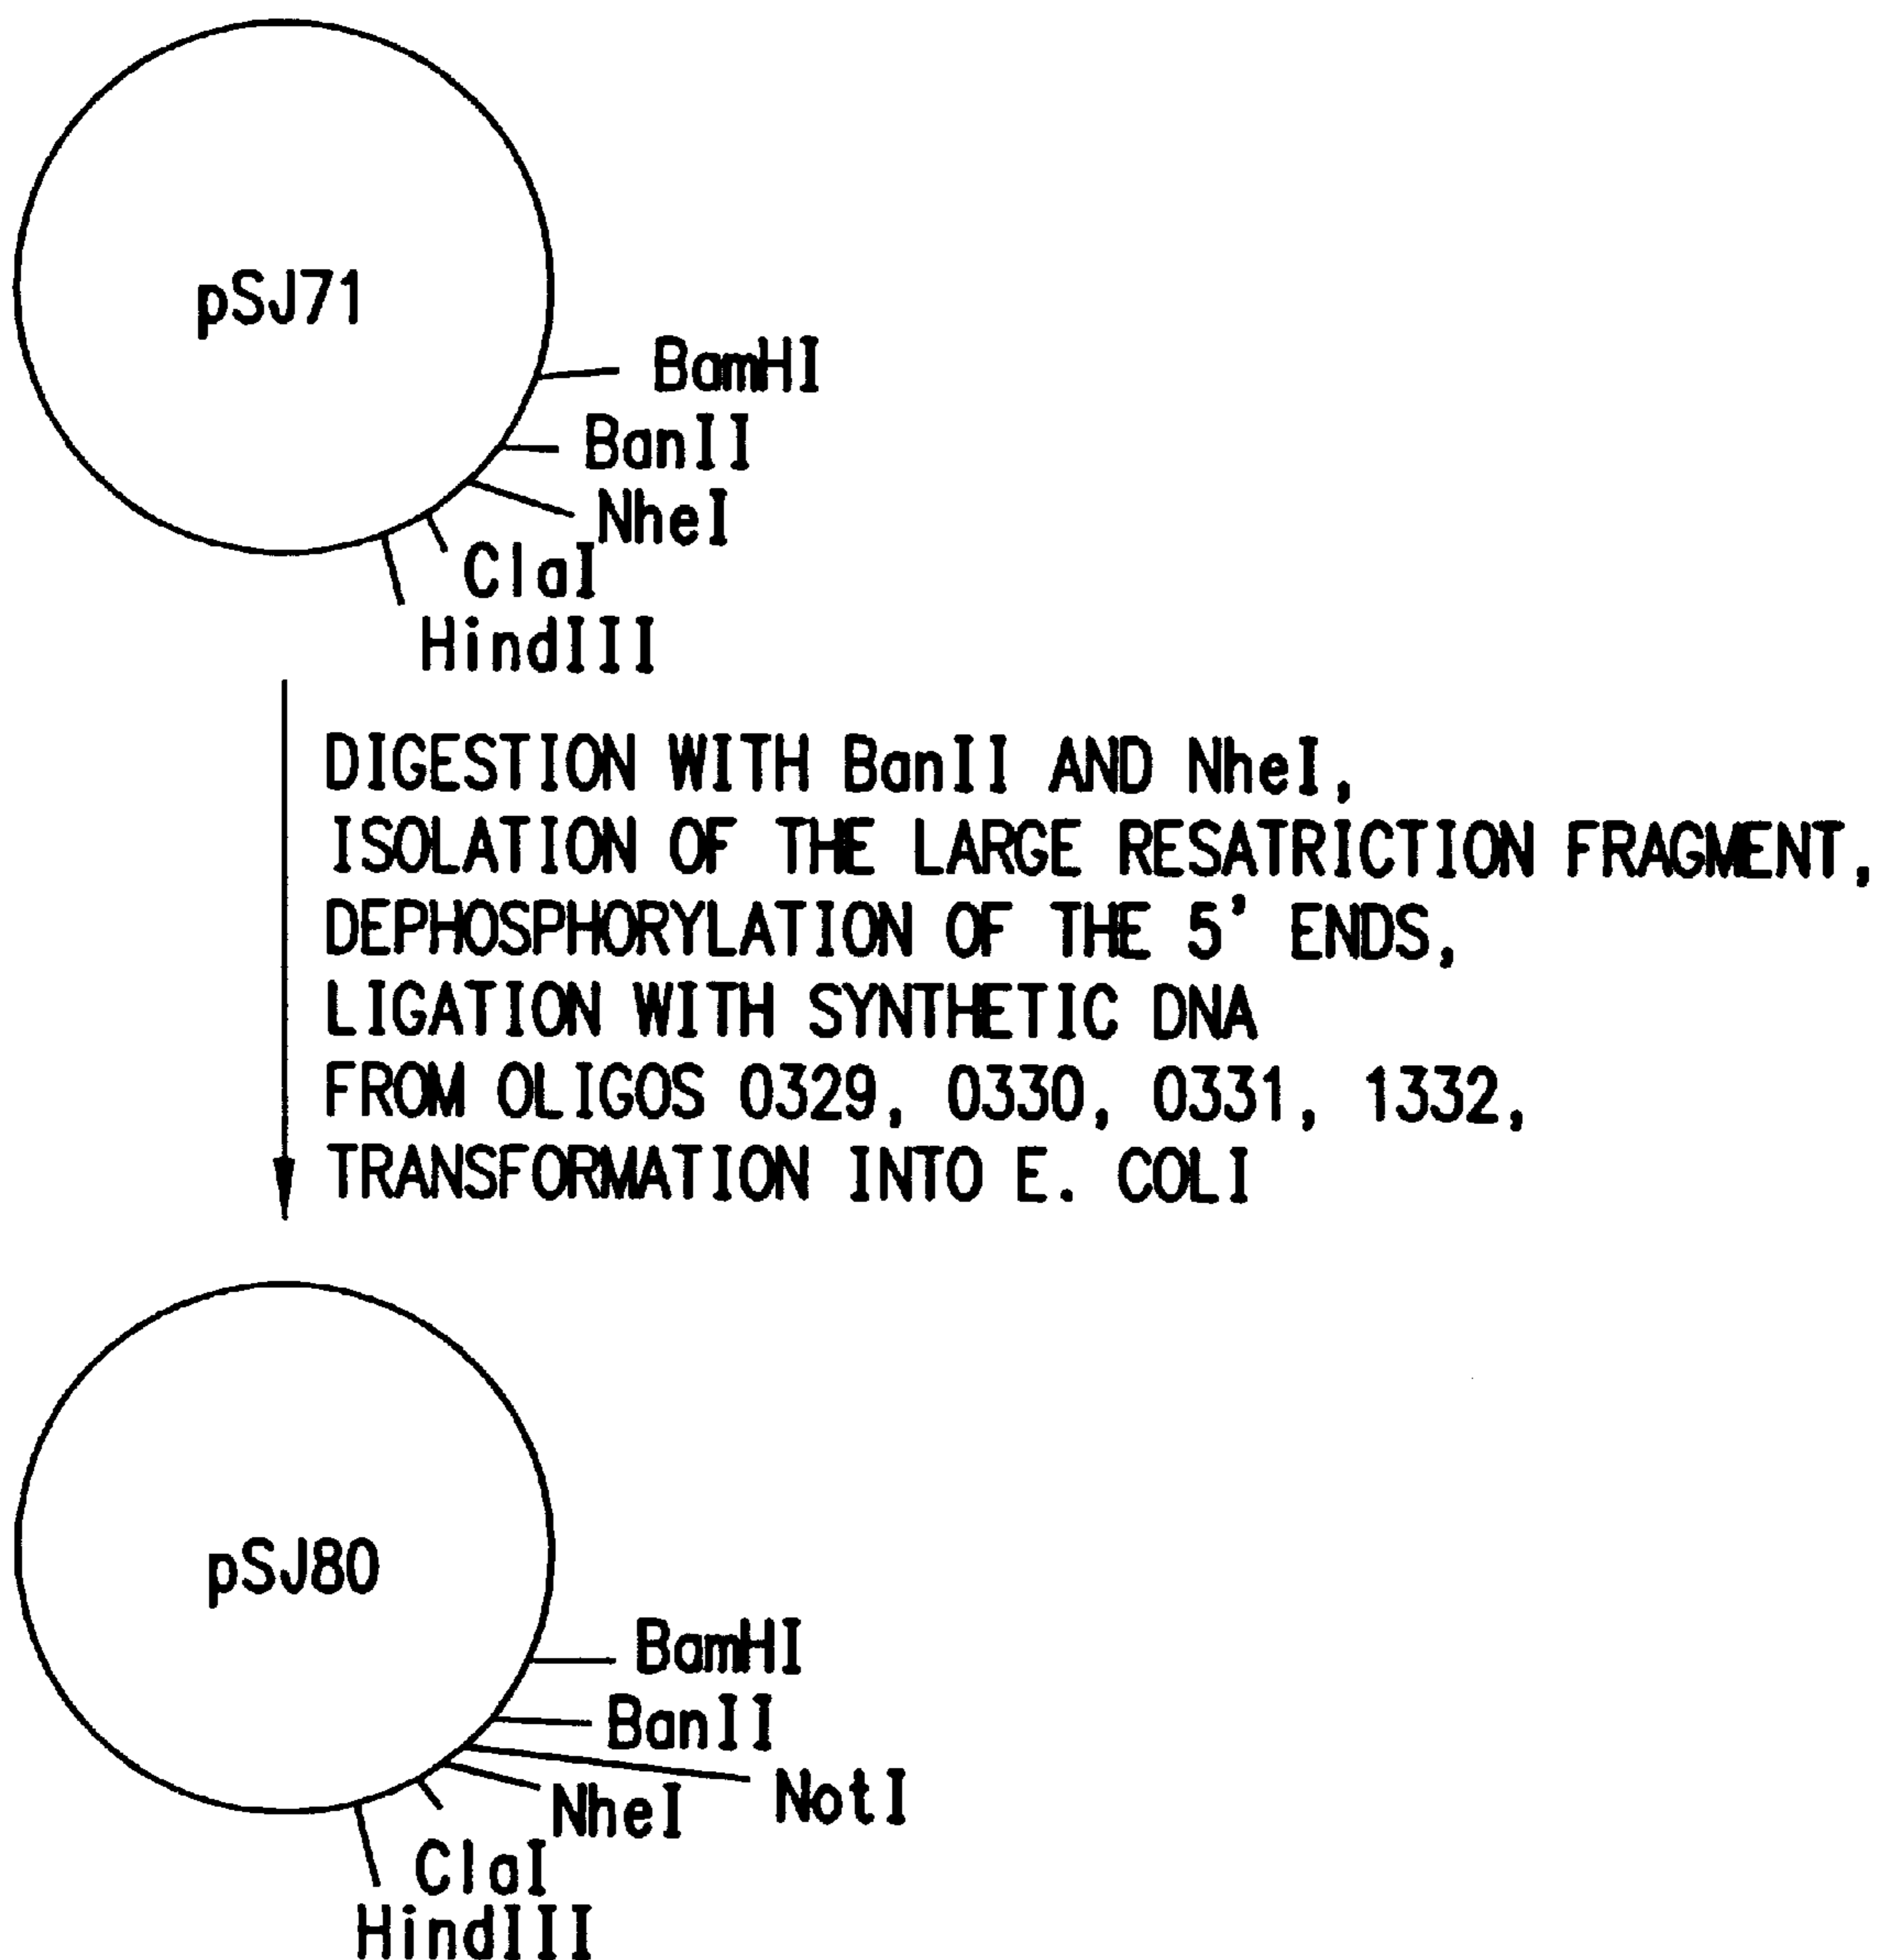 pSJ71
BamHI
BanII
NheI
ClaI
HindIII
DIGESTION WITH BanII AND NheI,
ISOLATION OF THE LARGE RESATRICTION FRAGMENT,
DEPHOSPHORYLATION OF THE 5' ENDS,
LIGATION WITH SYNTHETIC DNA
FROM OLIGOS 0329, 0330, 0331, 1332,
TRANSFORMATION INTO E. COLI
pSJ80
BamHI
BanII
NotI
NheI
ClaI
HindIII